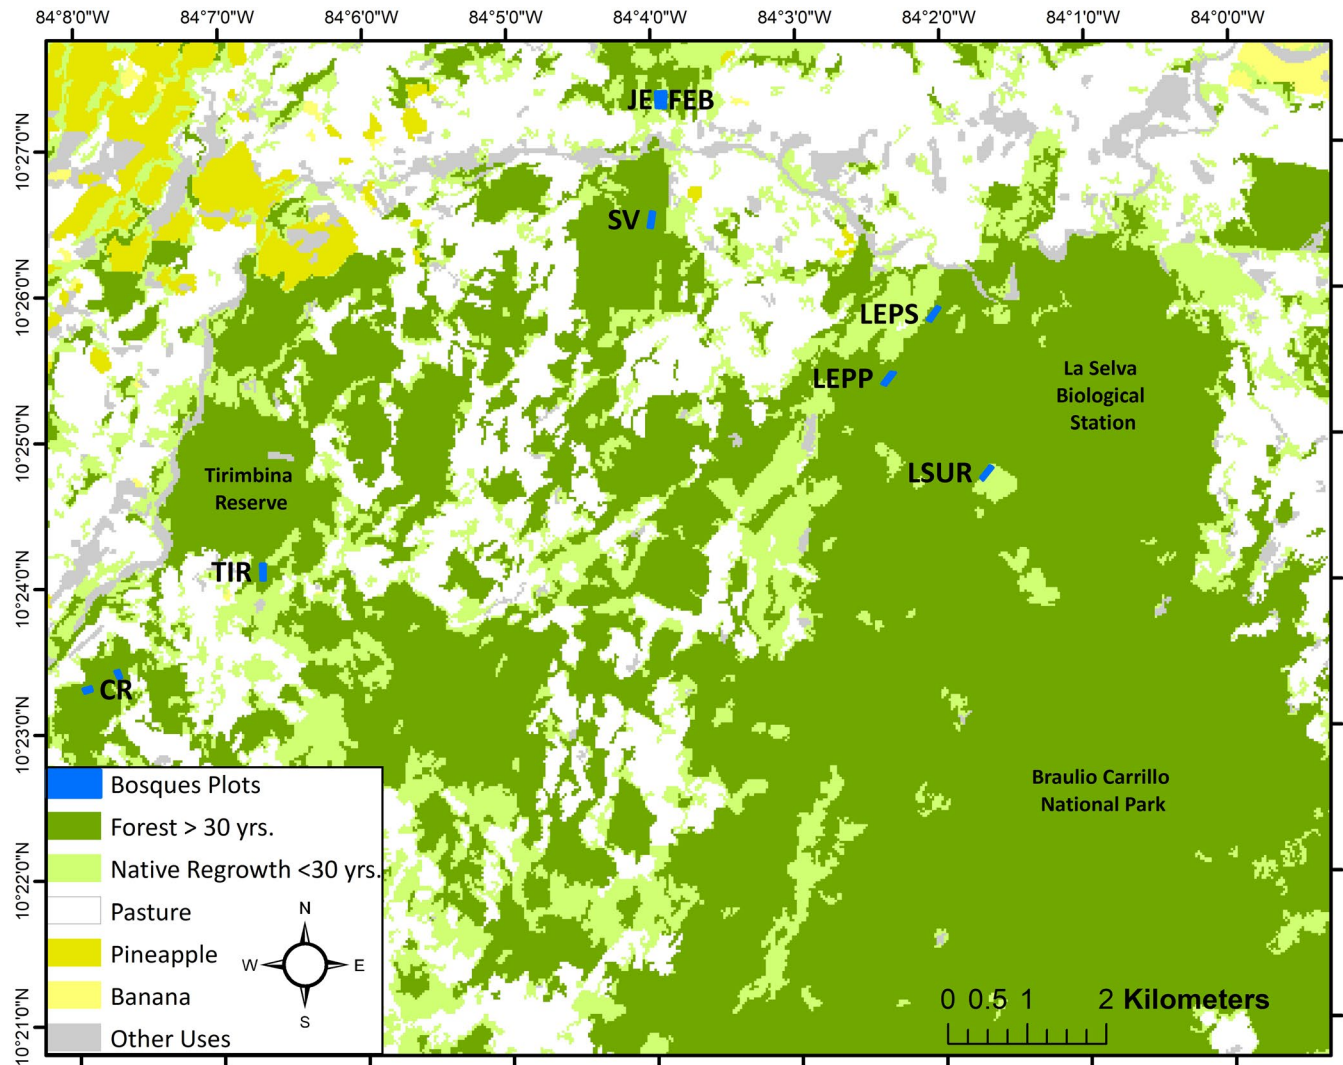 84°8'0"W 84°7'0"W 84°6'0"W 84°5'0"W 84°4'0"W 84°3'0"W 84°2'0"W 84°1'0"W 84°0'0"W
10°27'0"N
10°26'0"N
10°25'0"N
10°24'0"N
10°23'0"N
10°22'0"N
10°21'0"N
JE FEB
SV
LEPS
LEPP
La Selva
Biological
Station
LSUR
Tirimbina
Reserve
TIR
CR
Braulio Carrillo
National Park
Bosques Plots
Forest > 30 yrs.
Native Regrowth <30 yrs.
Pasture
Pineapple
Banana
Other Uses
N
W E
S
0 0.5 1 2 Kilometers